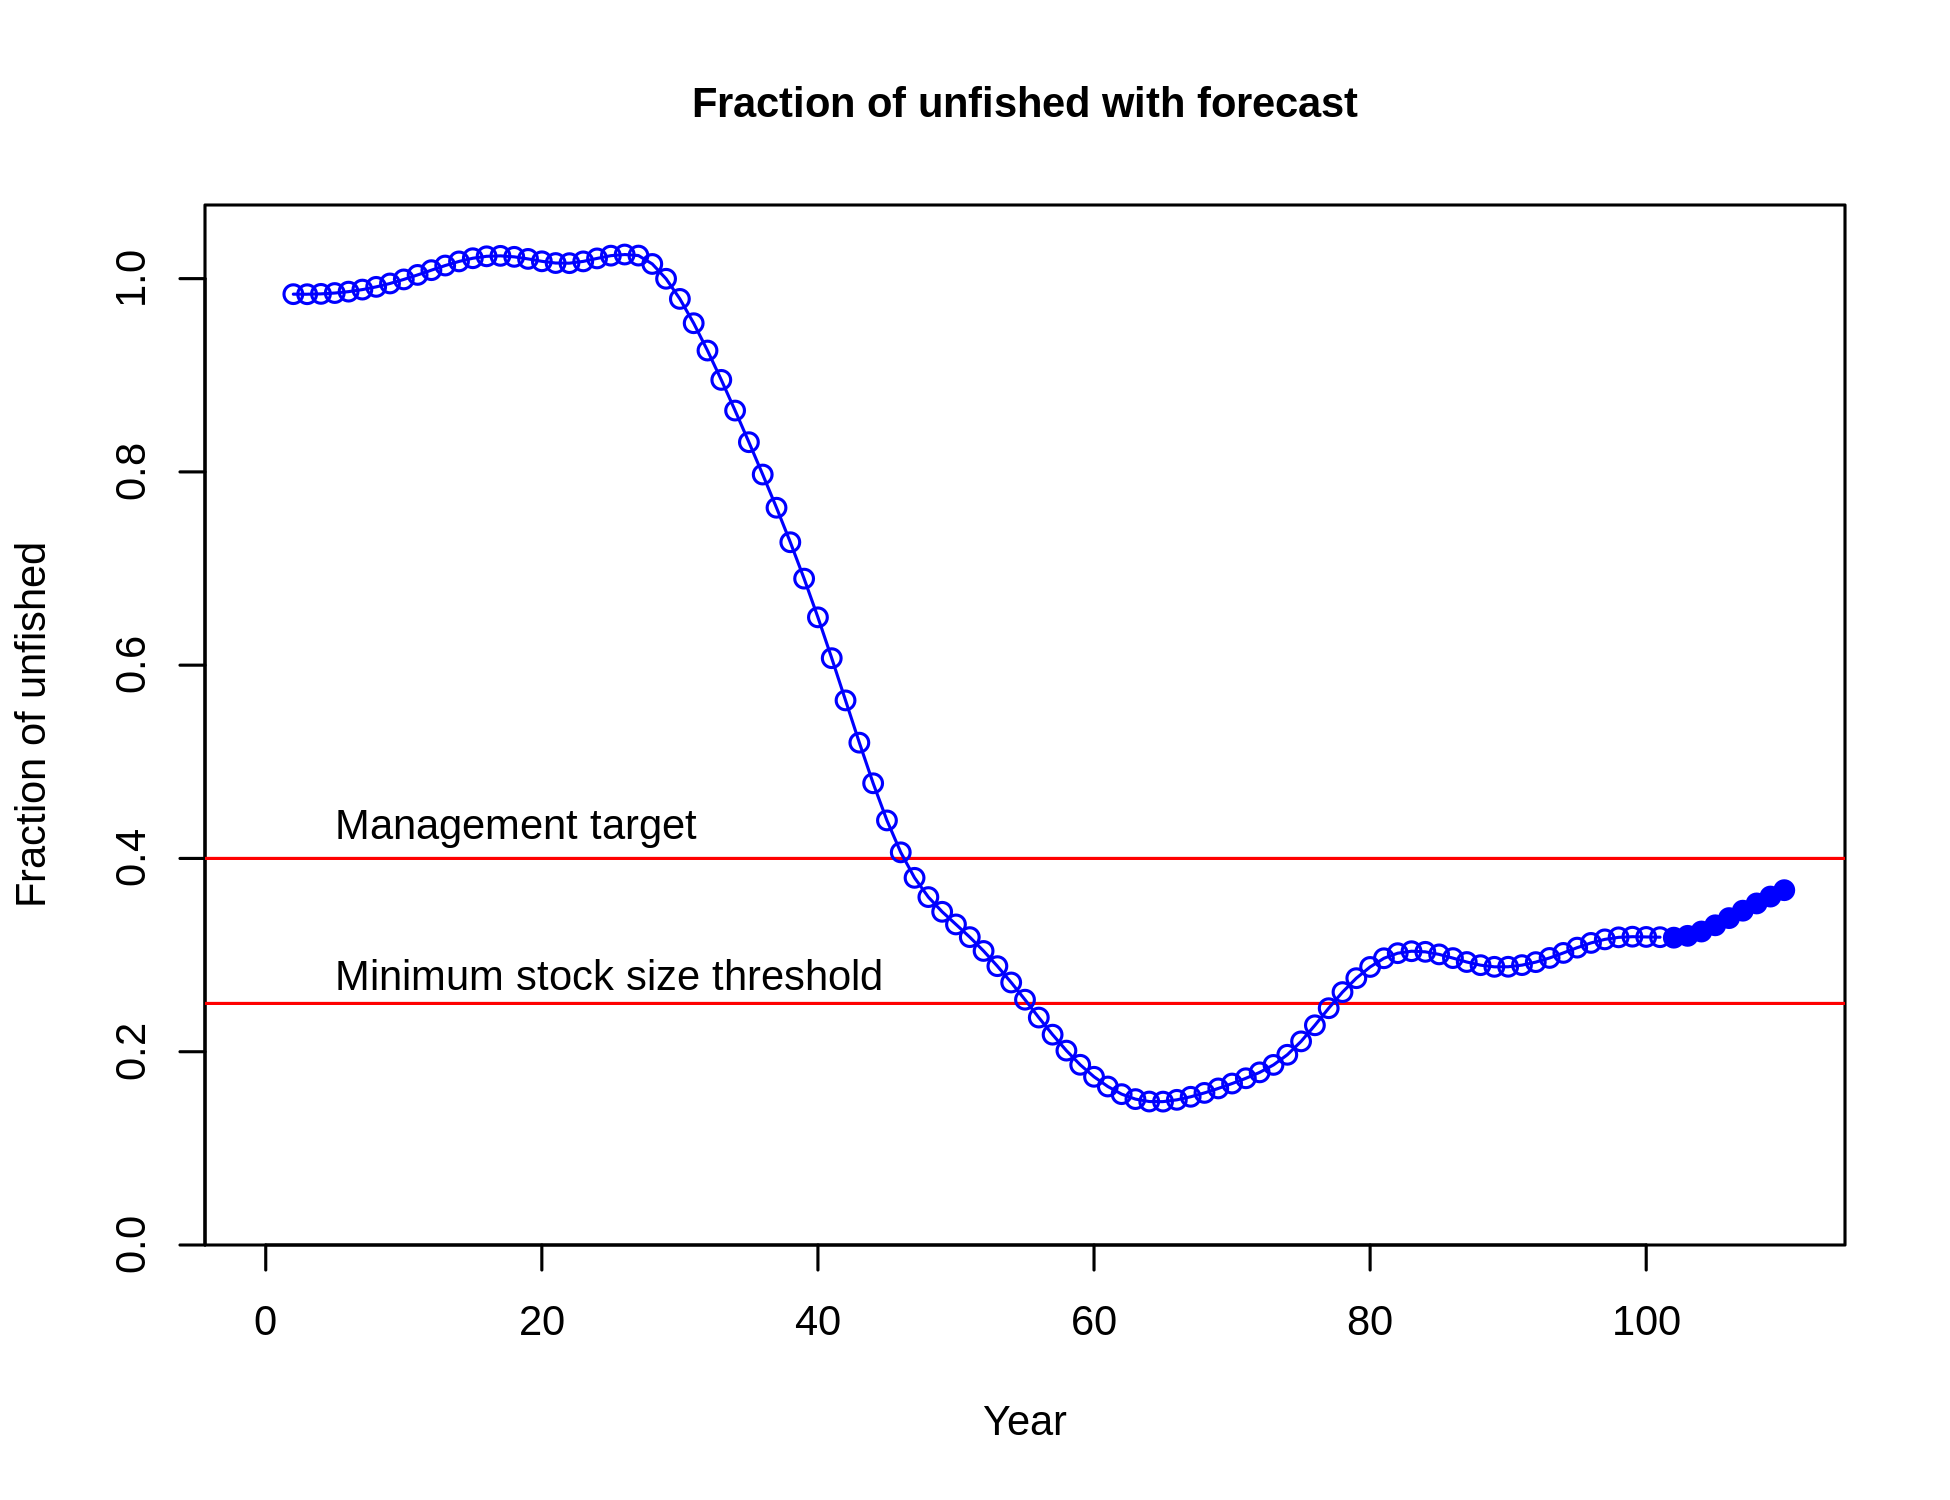 Fraction of unfished with forecast
Fraction of unfished
1.0
0.8
0.6
0.4
0.2
0.0
Management target
Minimum stock size threshold
0 20 40 60 80 100
Year